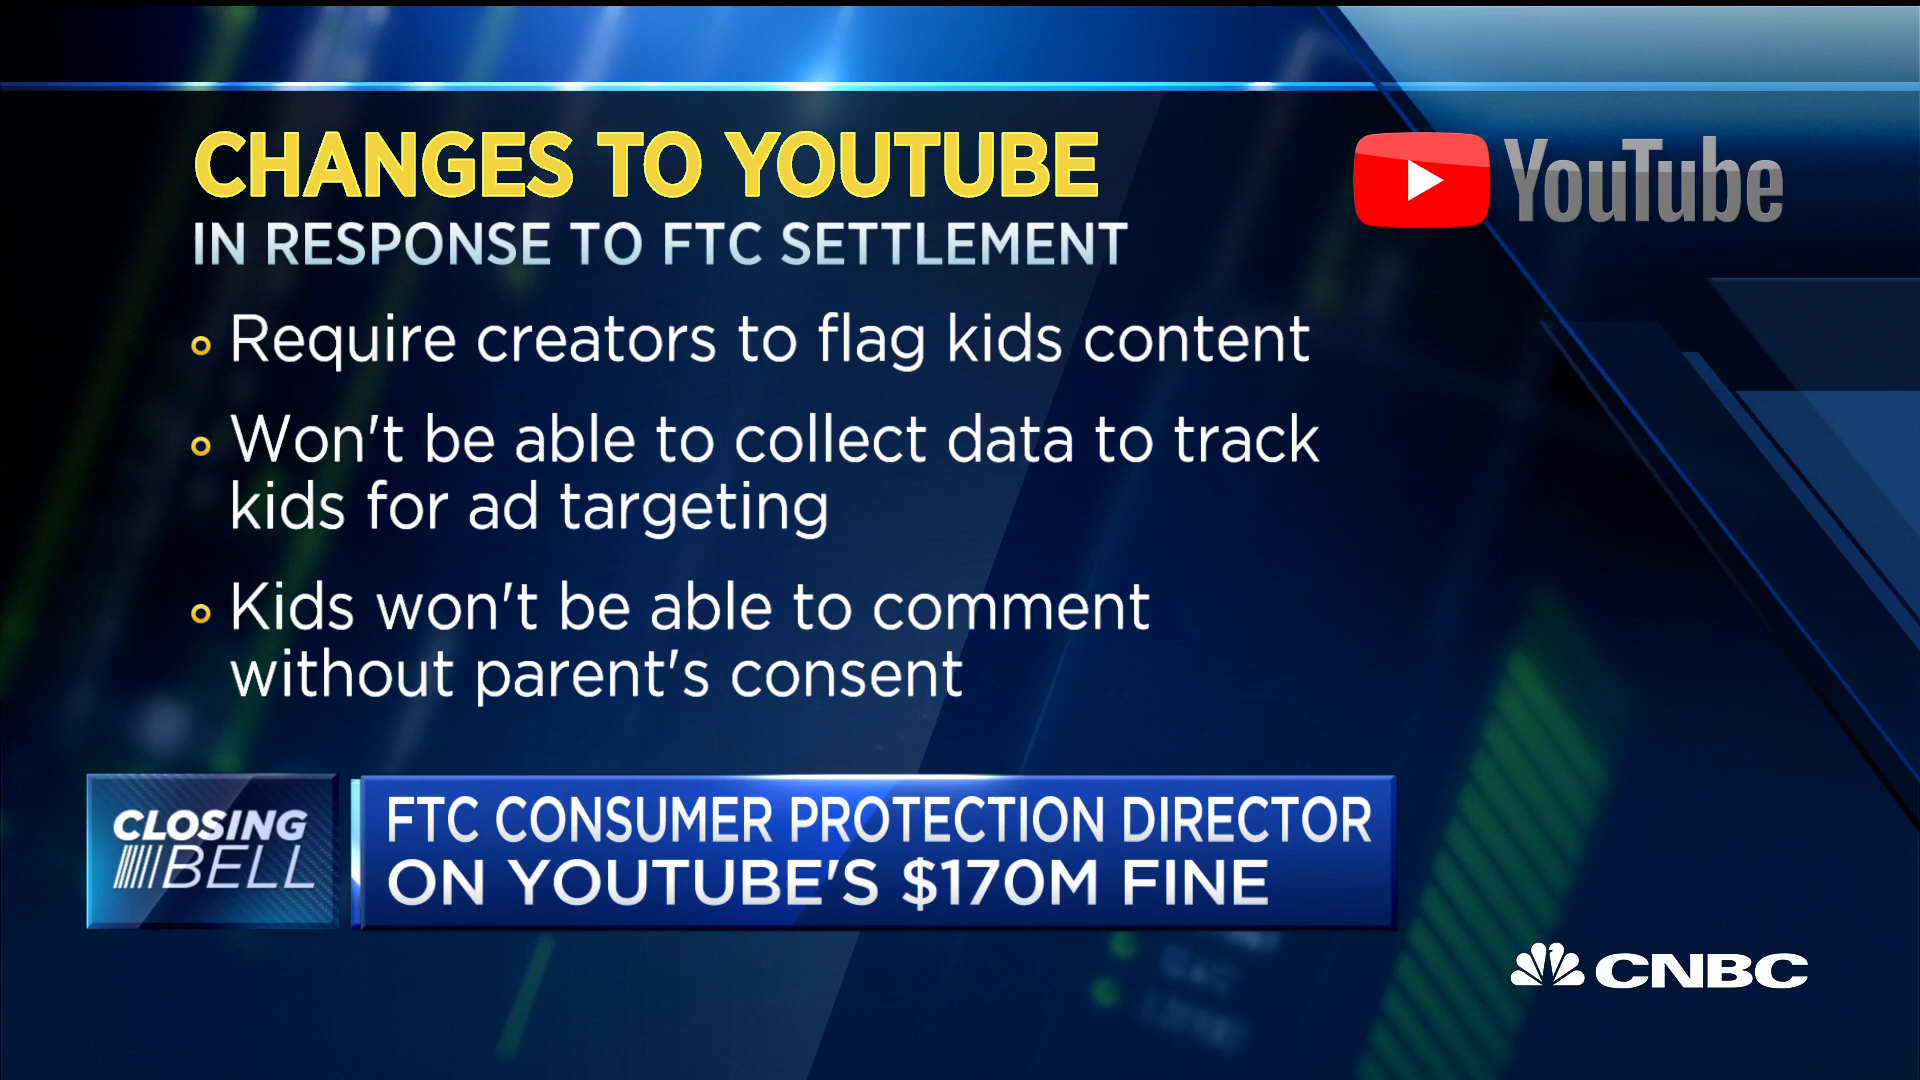 CHANGES TO YOUTUBE
YouTube
IN RESPONSE TO FTC SETTLEMENT
Require creators to flag kids content
Won't be able to collect data to track
kids for ad targeting
Kids won't be able to comment
without parent's consent
CLOSING
BELL
FTC CONSUMER PROTECTION DIRECTOR
ON YOUTUBE'S $170M FINE
CNBC